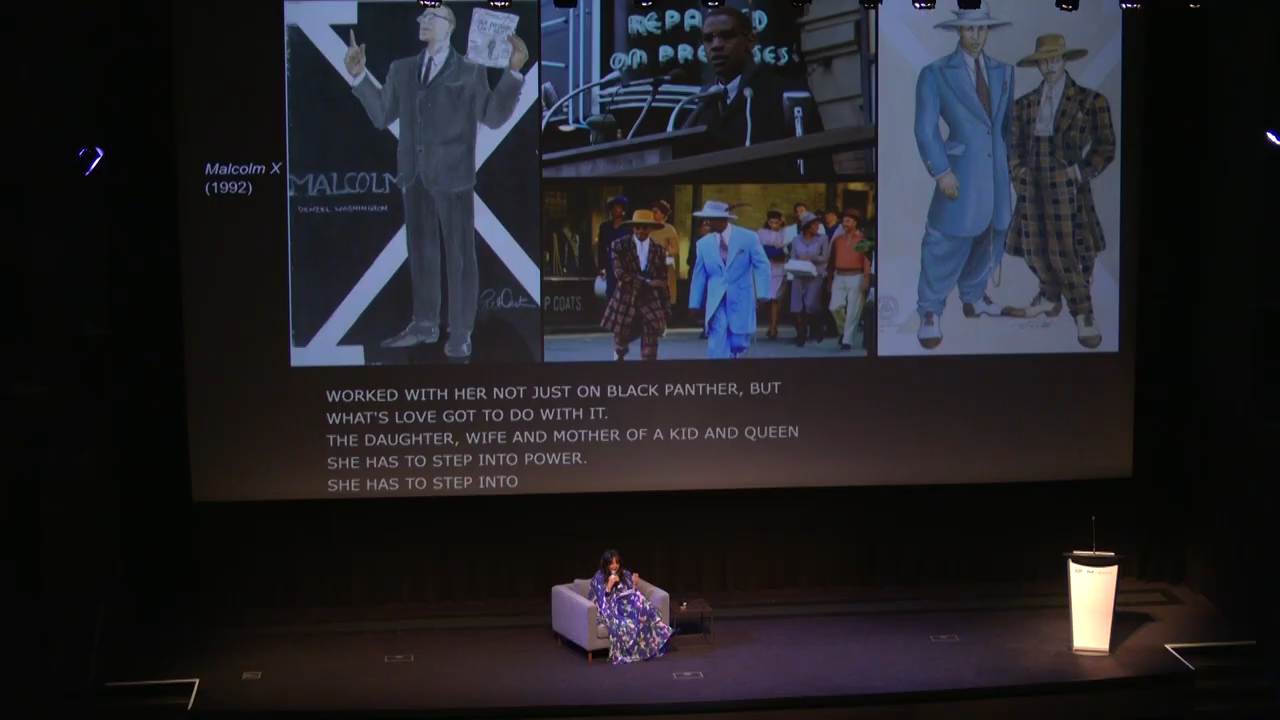 Malcolm X
(1992)
MALCOLM
DENZEL WASHINGTON
REPAIRED
ON PREMISES
P COATS
WORKED WITH HER NOT JUST ON BLACK PANTHER, BUT
WHAT'S LOVE GOT TO DO WITH IT.
THE DAUGHTER, WIFE AND MOTHER OF A KID AND QUEEN
SHE HAS TO STEP INTO POWER.
SHE HAS TO STEP INTO